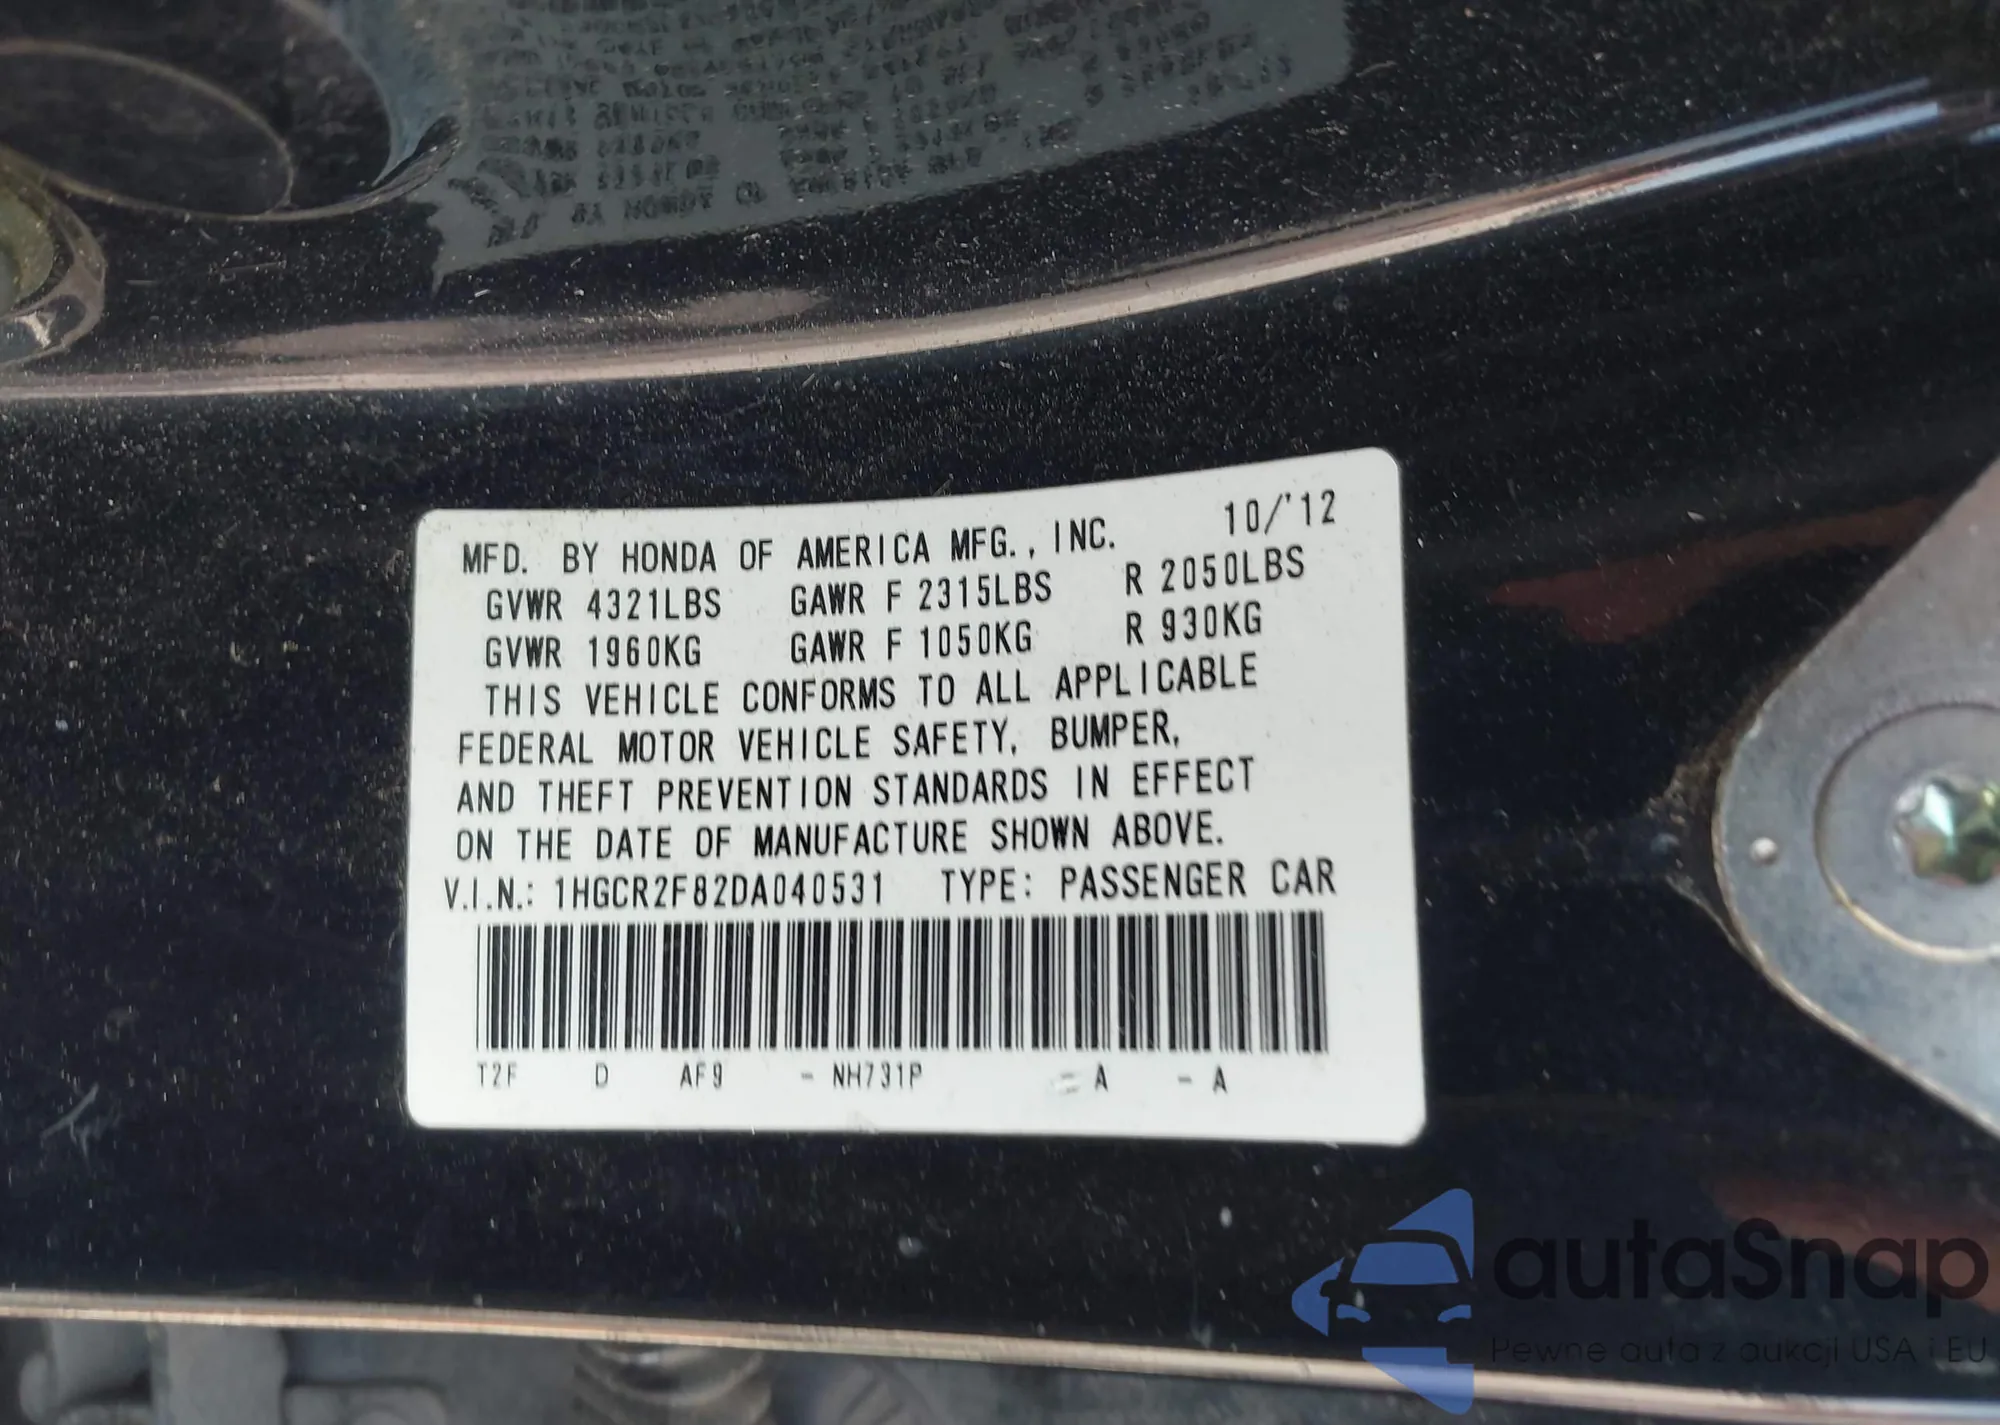 MFD. BY HONDA OF AMERICA MFG., INC. 10/'12
GVWR 4321LBS GAWR F 2315LBS R 2050LBS
GVWR 1960KG GAWR F 1050KG R 930KG
THIS VEHICLE CONFORMS TO ALL APPLICABLE
FEDERAL MOTOR VEHICLE SAFETY, BUMPER,
AND THEFT PREVENTION STANDARDS IN EFFECT
ON THE DATE OF MANUFACTURE SHOWN ABOVE.
V.I.N.: 1HGCR2F82DA040531 TYPE: PASSENGER CAR
T2F D AF9 - NH731P - A - A
autaSnap
Pewne auta z aukcji USA i EU